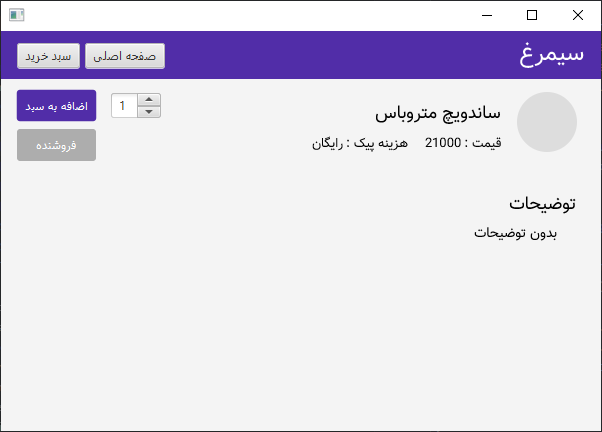 سیمرغ
صفحه اصلی
سبد خرید
ساندویچ متروباس
1
اضافه به سبد
قیمت : 21000 هزینه پیک : رایگان
فروشنده
توضیحات
بدون توضیحات